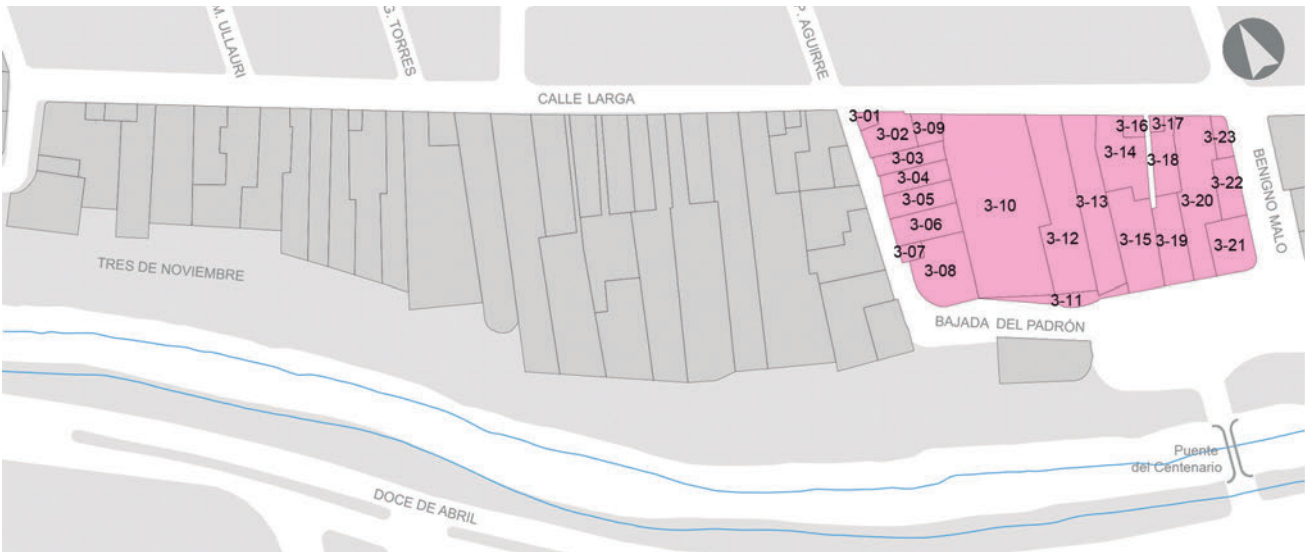 M. ULLAURI
G. TORRES
P. AGUIRRE
CALLE LARGA
3-01
3-02
3-09
3-16
3-17
3-23
3-03
3-14
3-18
3-04
3-22
3-05
3-10
3-13
3-20
3-06
3-07
3-12
3-15
3-19
3-21
3-08
3-11
BENIGNO MALO
TRES DE NOVIEMBRE
BAJADA DEL PADRÓN
Puente
del Centenario
DOCE DE ABRIL